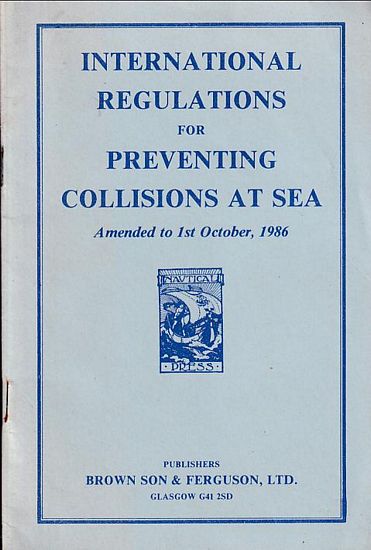 INTERNATIONAL
REGULATIONS
FOR
PREVENTING
COLLISIONS AT SEA
Amended to 1st October, 1986
NAUTICAL
PRESS
PUBLISHERS
BROWN SON & FERGUSON, LTD.
GLASGOW G41 2SD